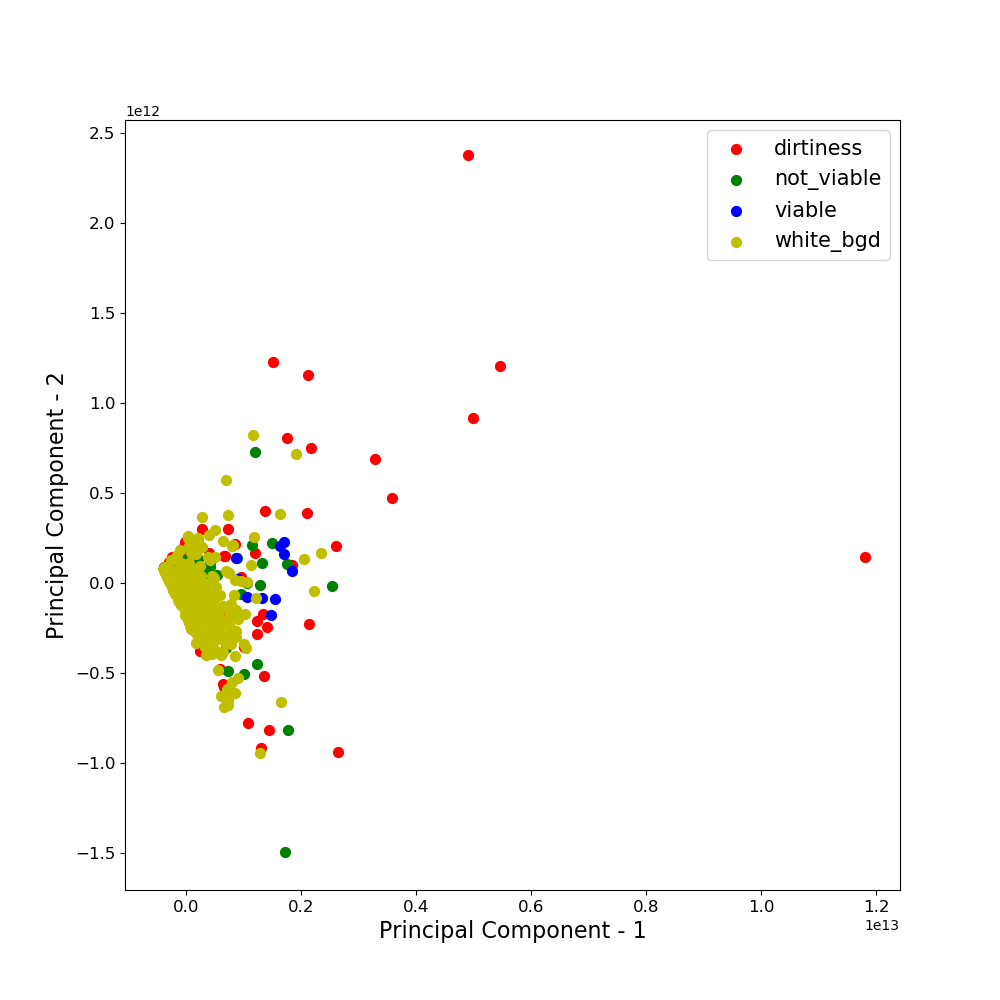 1e12
2.5
2.0
1.5
1.0
0.5
0.0
−0.5
−1.0
−1.5
Principal Component - 2
dirtiness
not_viable
viable
white_bgd
0.0 0.2 0.4 0.6 0.8 1.0 1.2
1e13
Principal Component - 1